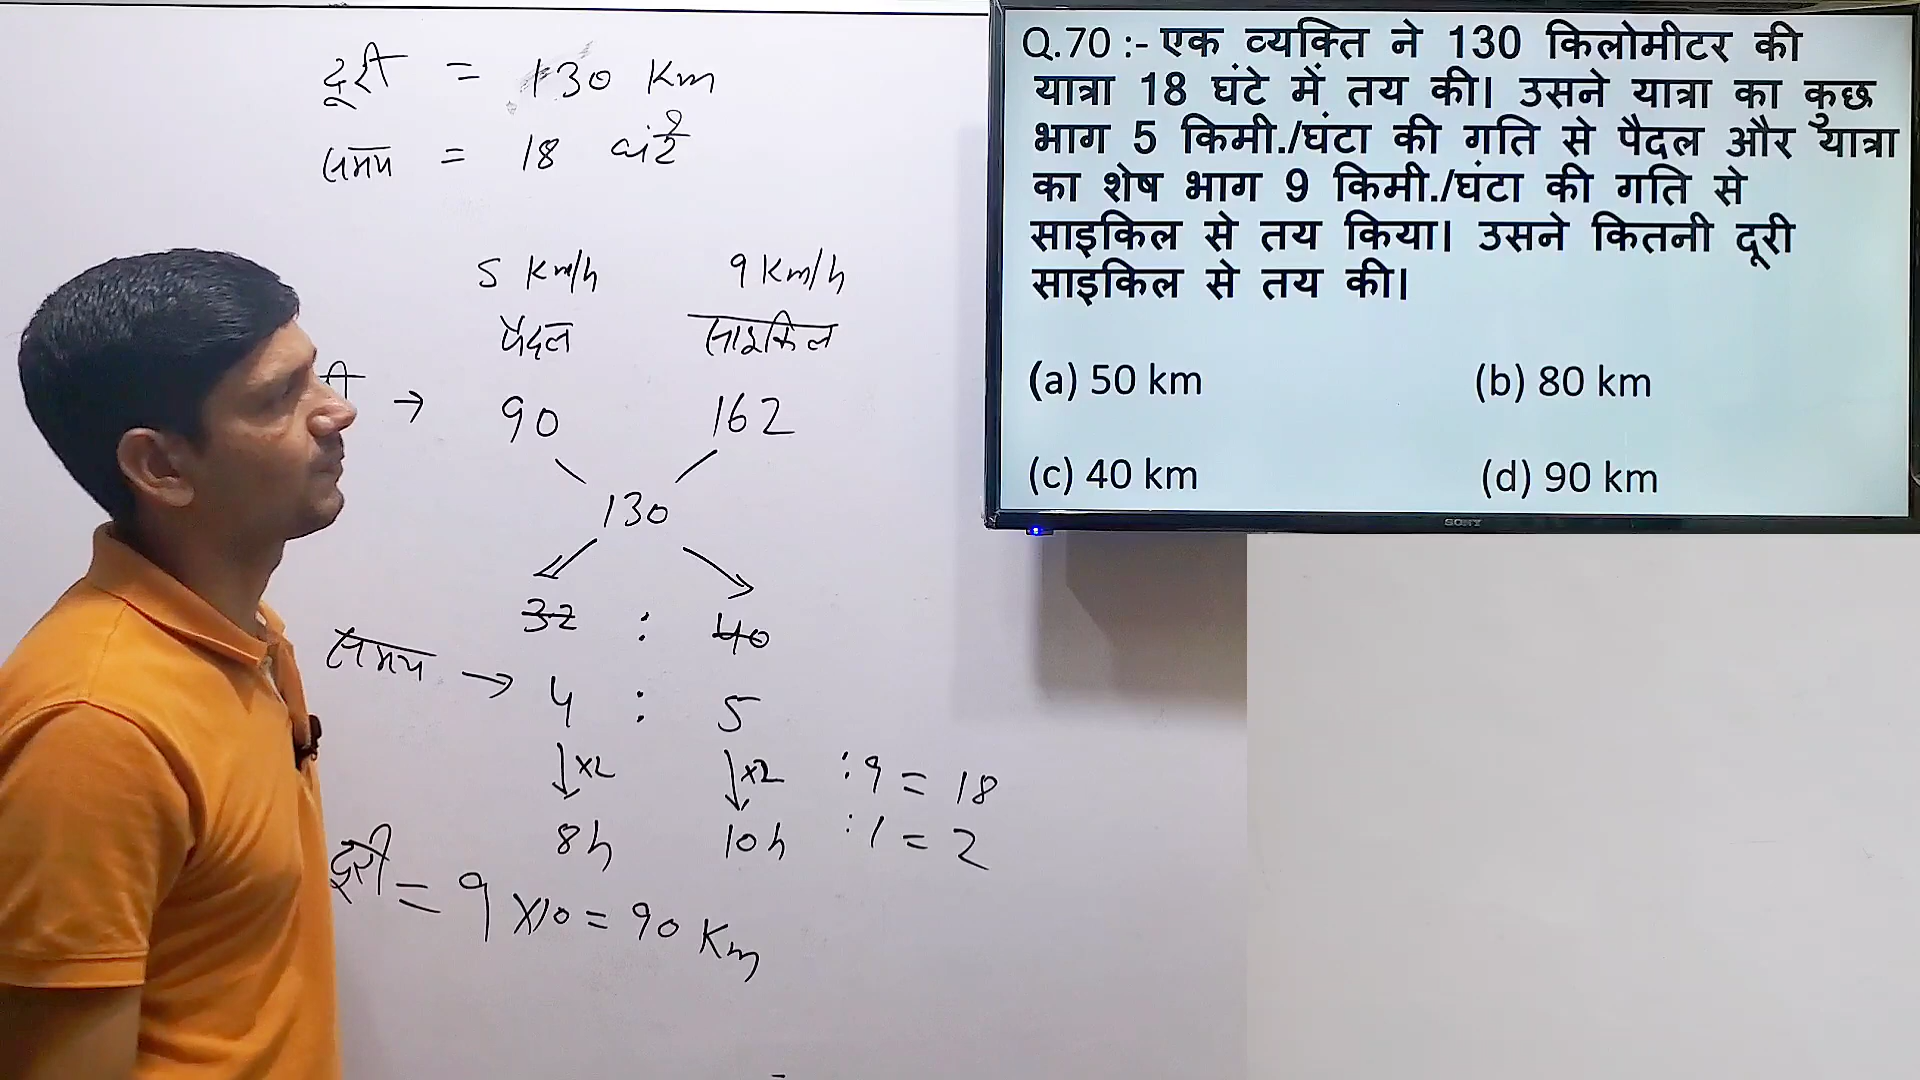 दूरी = 130 Km
समय = 18 घंटे
5 Km/h 9 Km/h
पैदल साइकिल
री → 90 162
130
32 : 40
समय → 4 : 5
×2 ×2 : 9 = 18
8h 10h : 1 = 2
दूरी = 9 ×10 = 90 Km
Q.70 :- एक व्यक्ति ने 130 किलोमीटर की
यात्रा 18 घंटे में तय की। उसने यात्रा का कुछ
भाग 5 किमी./घंटा की गति से पैदल और यात्रा
का शेष भाग 9 किमी./घंटा की गति से
साइकिल से तय किया। उसने कितनी दूरी
साइकिल से तय की।
(a) 50 km (b) 80 km
(c) 40 km (d) 90 km
SONY